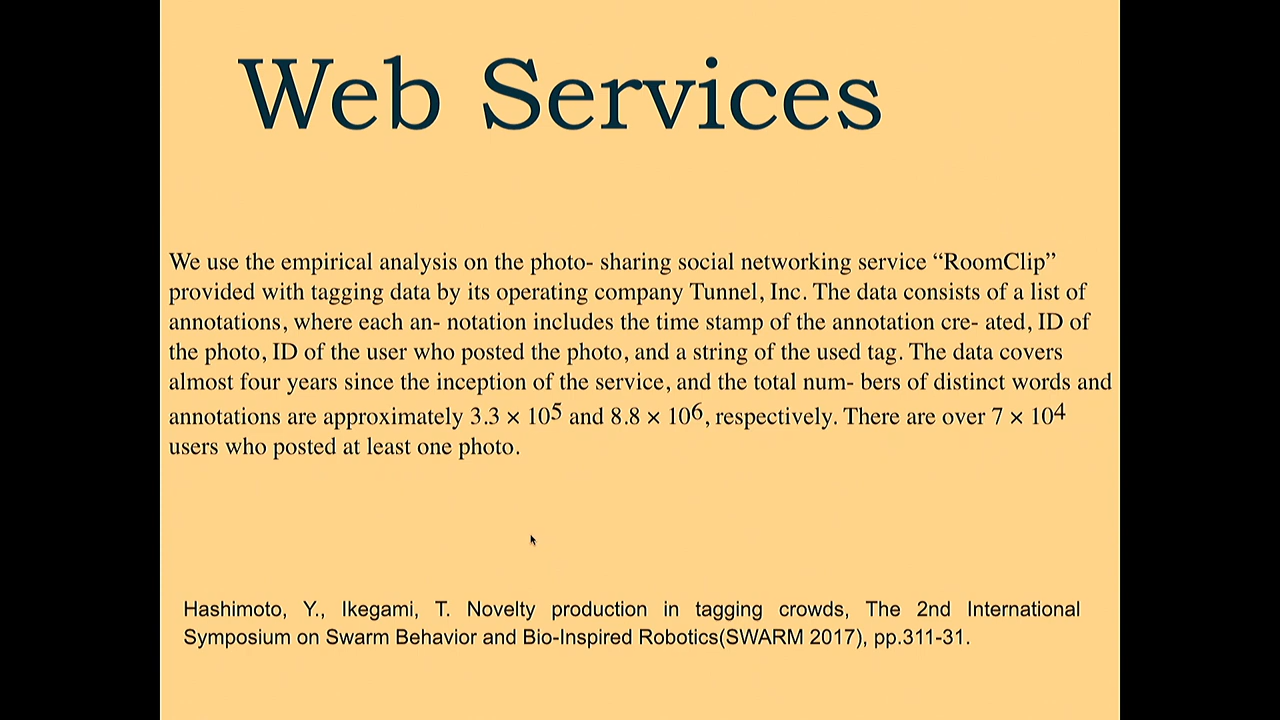 Web Services
We use the empirical analysis on the photo- sharing social networking service “RoomClip”
provided with tagging data by its operating company Tunnel, Inc. The data consists of a list of
annotations, where each an- notation includes the time stamp of the annotation cre- ated, ID of
the photo, ID of the user who posted the photo, and a string of the used tag. The data covers
almost four years since the inception of the service, and the total num- bers of distinct words and
annotations are approximately 3.3 × 10⁵ and 8.8 × 10⁶, respectively. There are over 7 × 10⁴
users who posted at least one photo.
Hashimoto, Y., Ikegami, T. Novelty production in tagging crowds, The 2nd International
Symposium on Swarm Behavior and Bio-Inspired Robotics(SWARM 2017), pp.311-31.